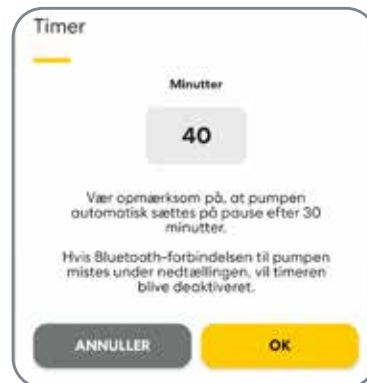 Timer
Minutter
40
Vær opmærksom på, at pumpen
automatisk sættes på pause efter 30
minutter.
Hvis Bluetooth-forbindelsen til pumpen
mistes under nedtællingen, vil timeren
blive deaktiveret.
ANNULLER
OK